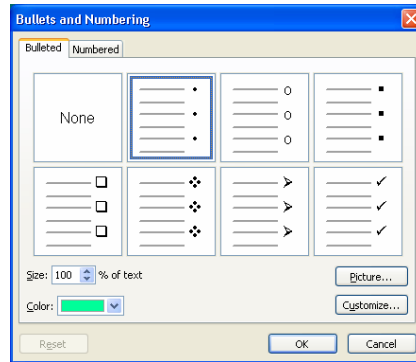 Bullets and Numbering
Bulleted Numbered
None
Size: 100 % of text
Picture...
Color:
Customize...
Reset OK Cancel